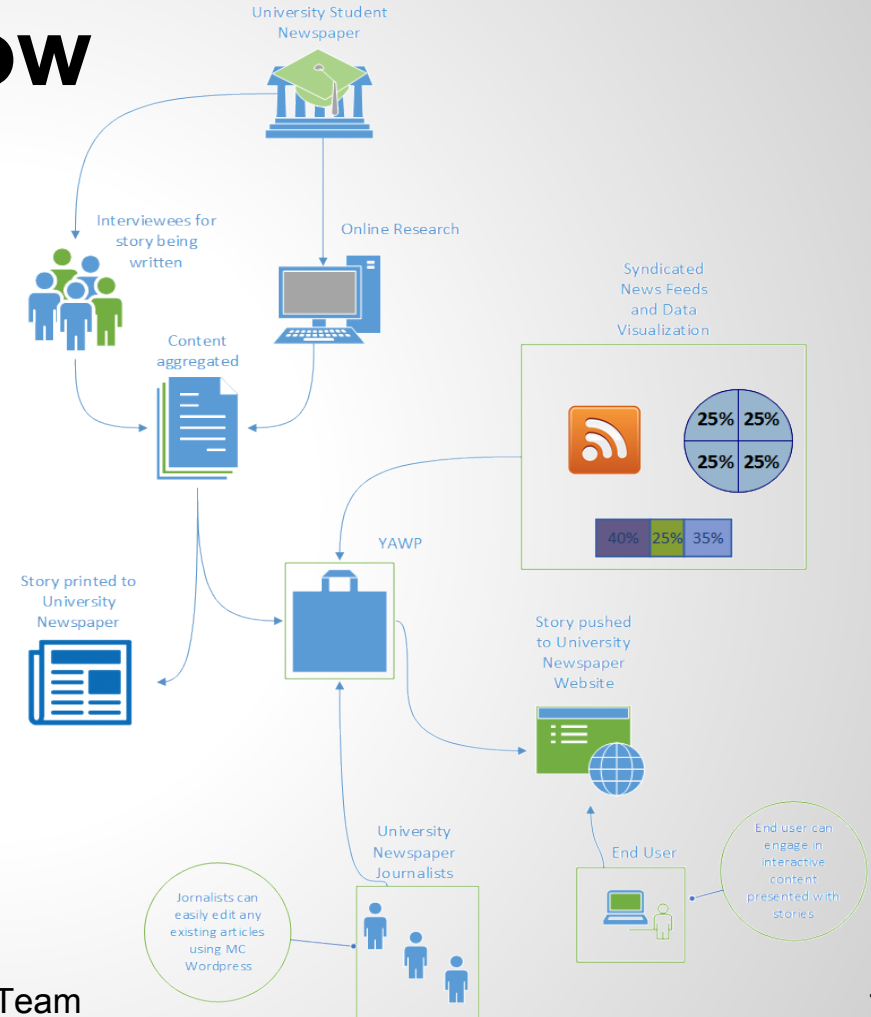 ow
University Student
Newspaper
Interviewees for
story being
written
Online Research
Content
aggregated
Syndicated
News Feeds
and Data
Visualization
25% 25%
25% 25%
40% 25% 35%
YAWP
Story printed to
University
Newspaper
Story pushed
to University
Newspaper
Website
University
Newspaper
Journalists
End User
End user can
engage in
interactive
content
presented with
stories
Jornalists can
easily edit any
existing articles
using MC
Wordpress
Team